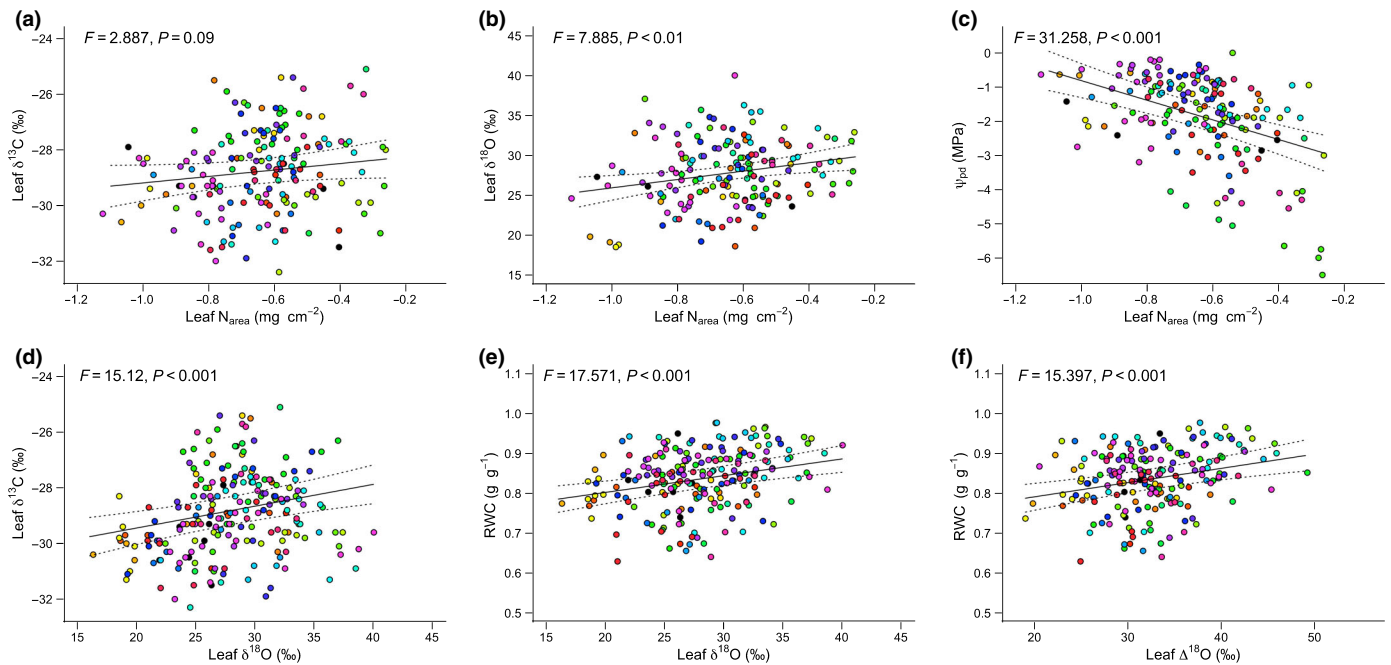 (a)
F = 2.887, P = 0.09
−24
−26
−28
−30
−32
Leaf δ¹³C (‰)
−1.2 −1.0 −0.8 −0.6 −0.4 −0.2
Leaf Nₐᵣₑₐ (mg cm⁻²)
(b)
F = 7.885, P < 0.01
45
40
35
30
25
20
15
Leaf δ¹⁸O (‰)
−1.2 −1.0 −0.8 −0.6 −0.4 −0.2
Leaf Nₐᵣₑₐ (mg cm⁻²)
(c)
F = 31.258, P < 0.001
0
−1
−2
−3
−4
−5
−6
ψpd (MPa)
−1.2 −1.0 −0.8 −0.6 −0.4 −0.2
Leaf Nₐᵣₑₐ (mg cm⁻²)
(d)
F = 15.12, P < 0.001
−24
−26
−28
−30
−32
Leaf δ¹³C (‰)
15 20 25 30 35 40 45
Leaf δ¹⁸O (‰)
(e)
F = 17.571, P < 0.001
1.1
1.0
0.9
0.8
0.7
0.6
0.5
RWC (g g⁻¹)
15 20 25 30 35 40 45
Leaf δ¹⁸O (‰)
(f)
F = 15.397, P < 0.001
1.1
1.0
0.9
0.8
0.7
0.6
0.5
RWC (g g⁻¹)
20 30 40 50
Leaf Δ¹⁸O (‰)